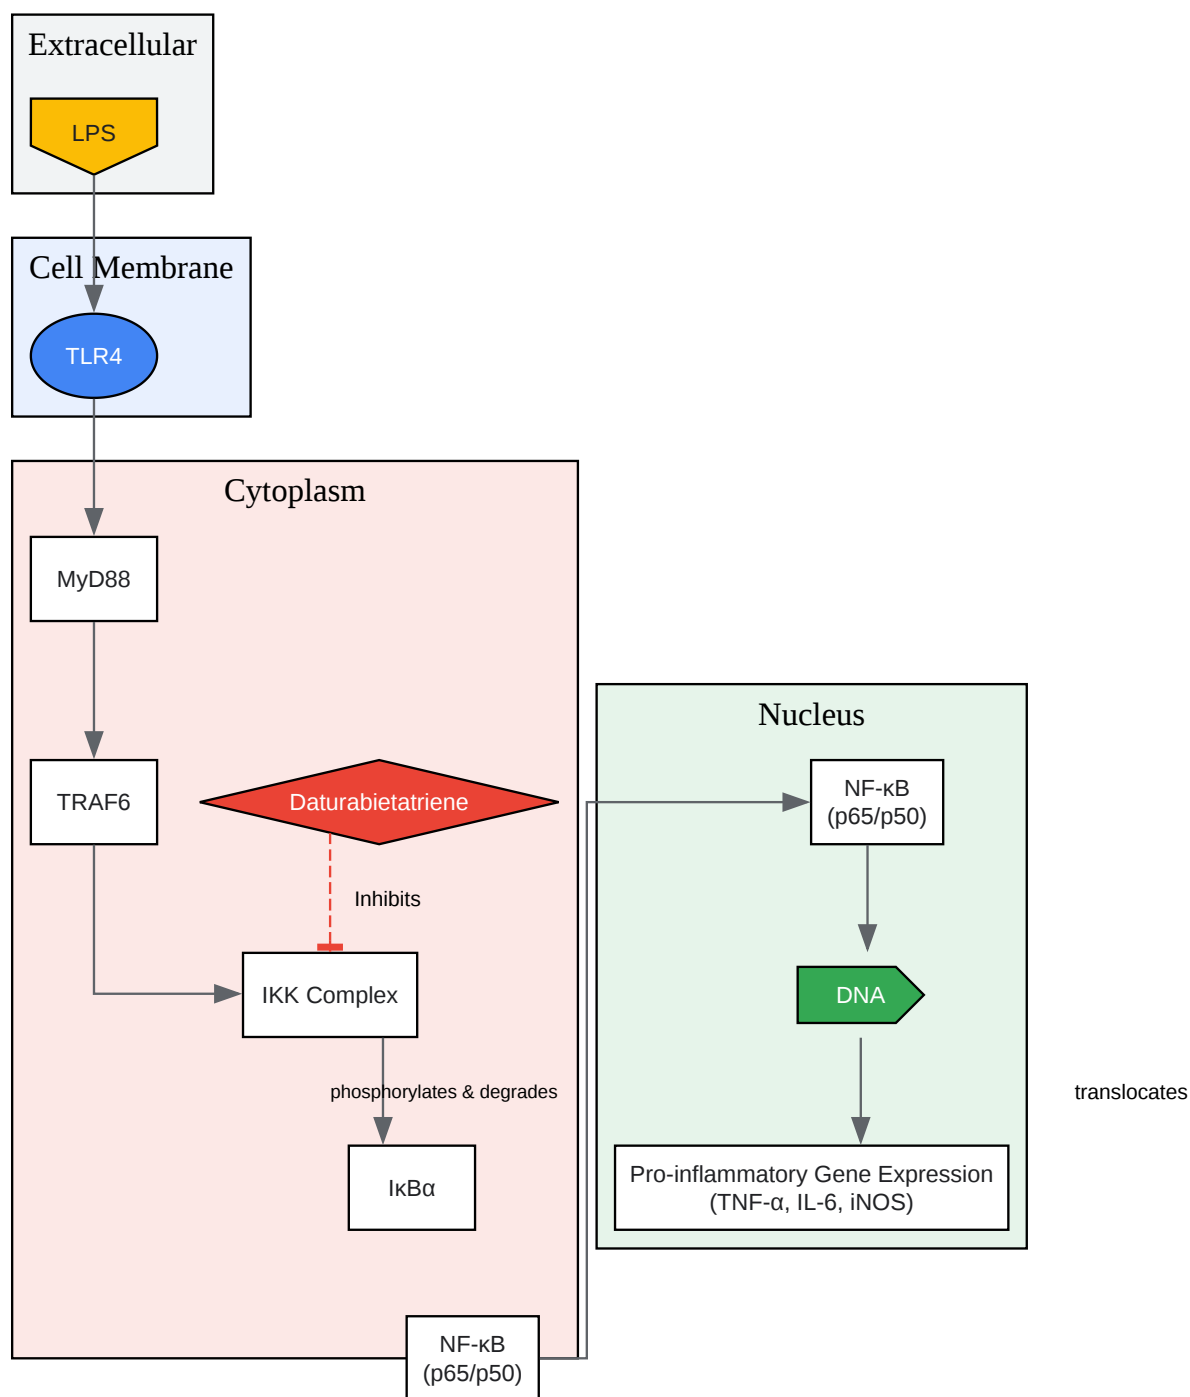 Extracellular
LPS
Cell Membrane
TLR4
Cytoplasm
MyD88
TRAF6
Daturabietatriene
Inhibits
IKK Complex
phosphorylates & degrades
IκBα
NF-κB
(p65/p50)
Nucleus
NF-κB
(p65/p50)
DNA
Pro-inflammatory Gene Expression
(TNF-α, IL-6, iNOS)
translocates